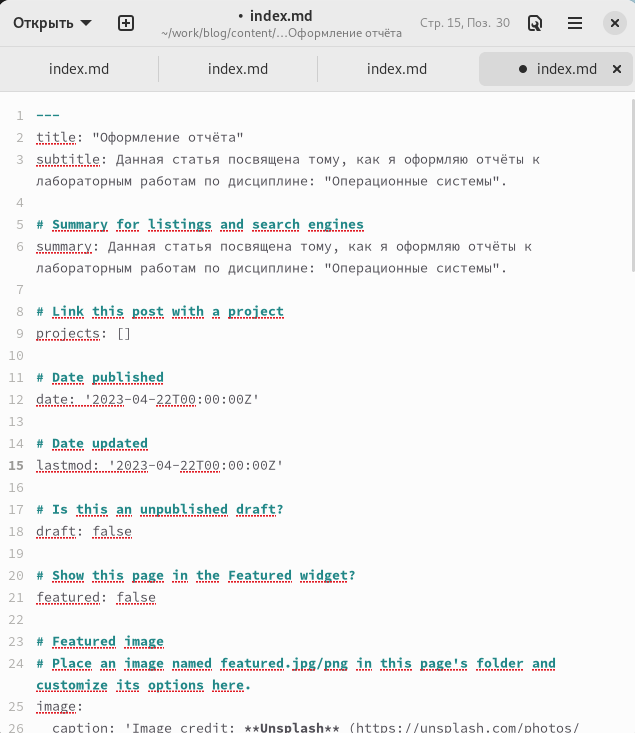 Открыть
• index.md
~/work/blog/content/...Оформление отчёта
Стр. 15, Поз. 30
index.md
index.md
index.md
● index.md
1 ---
2 title: "Оформление отчёта"
3 subtitle: Данная статья посвящена тому, как я оформляю отчёты к
лабораторным работам по дисциплине: "Операционные системы".
4
5 # Summary for listings and search engines
6 summary: Данная статья посвящена тому, как я оформляю отчёты к
лабораторным работам по дисциплине: "Операционные системы".
7
8 # Link this post with a project
9 projects: []
10
11 # Date published
12 date: '2023-04-22T00:00:00Z'
13
14 # Date updated
15 lastmod: '2023-04-22T00:00:00Z'
16
17 # Is this an unpublished draft?
18 draft: false
19
20 # Show this page in the Featured widget?
21 featured: false
22
23 # Featured image
24 # Place an image named featured.jpg/png in this page's folder and
customize its options here.
25 image:
26 caption: 'Image credit: **Unsplash** (https://unsplash.com/photos/